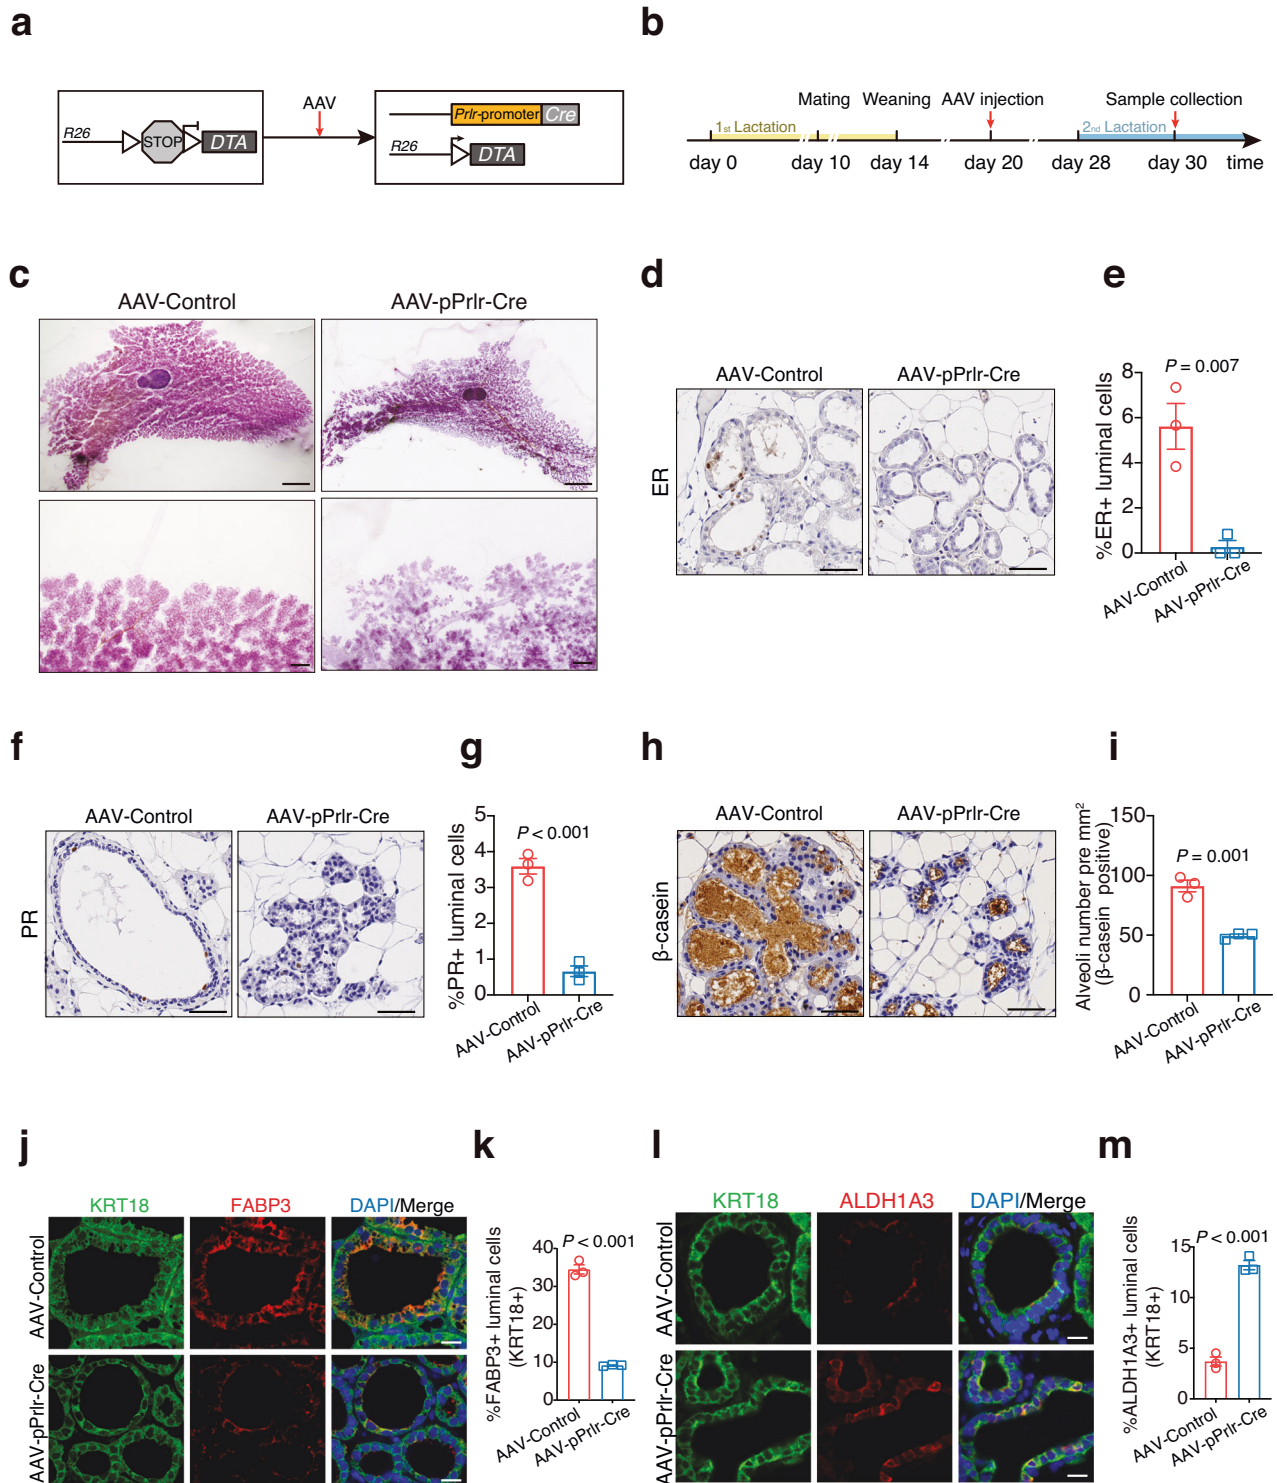 a
R26
STOP
DTA
AAV
Prlr-promoter Cre
R26
DTA
b
Mating Weaning AAV injection Sample collection
1st Lactation 2nd Lactation
day 0 day 10 day 14 day 20 day 28 day 30 time
c
AAV-Control AAV-pPrlr-Cre
d
AAV-Control AAV-pPrlr-Cre
ER
e
P = 0.007
%ER+ luminal cells
8
6
4
2
0
AAV-Control
AAV-pPrlr-Cre
f
AAV-Control AAV-pPrlr-Cre
PR
g
P < 0.001
%PR+ luminal cells
5
4
3
2
1
0
AAV-Control
AAV-pPrlr-Cre
h
AAV-Control AAV-pPrlr-Cre
β-casein
i
P = 0.001
Alveoli number pre mm²
(β-casein positive)
150
100
50
0
AAV-Control
AAV-pPrlr-Cre
j
KRT18 FABP3 DAPI/Merge
AAV-Control
AAV-pPrlr-Cre
k
P < 0.001
%FABP3+ luminal cells
(KRT18+)
40
30
20
10
0
AAV-Control
AAV-pPrlr-Cre
l
KRT18 ALDH1A3 DAPI/Merge
AAV-Control
AAV-pPrlr-Cre
m
P < 0.001
%ALDH1A3+ luminal cells
(KRT18+)
15
10
5
0
AAV-Control
AAV-pPrlr-Cre